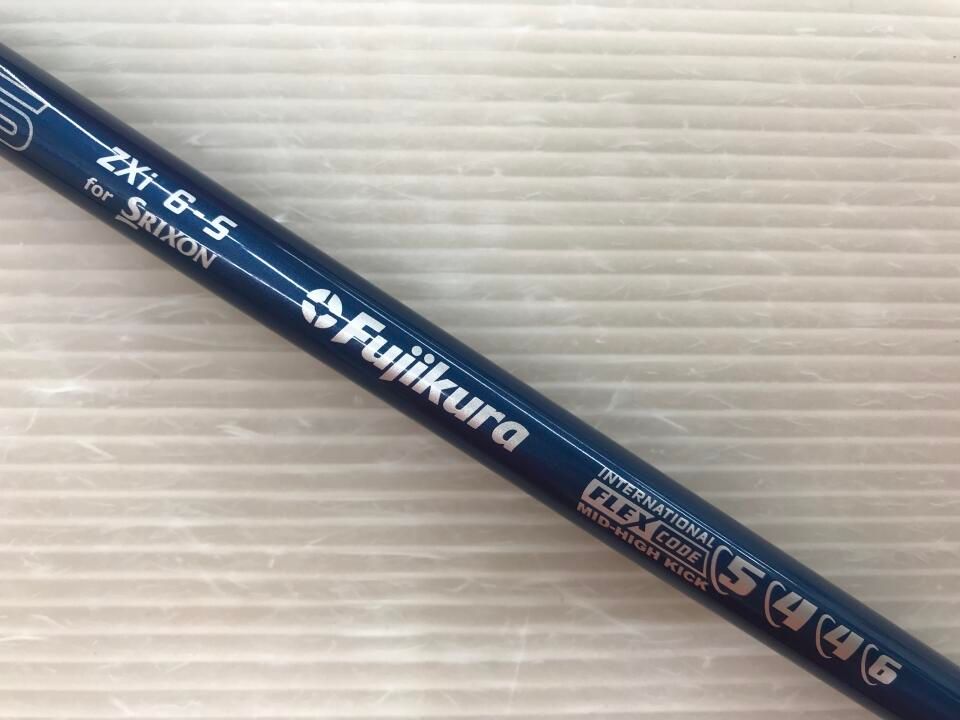 ZXi 6-S
for SRIXON
Fujikura
INTERNATIONAL
FLEX CODE
MID-HIGH KICK
5446